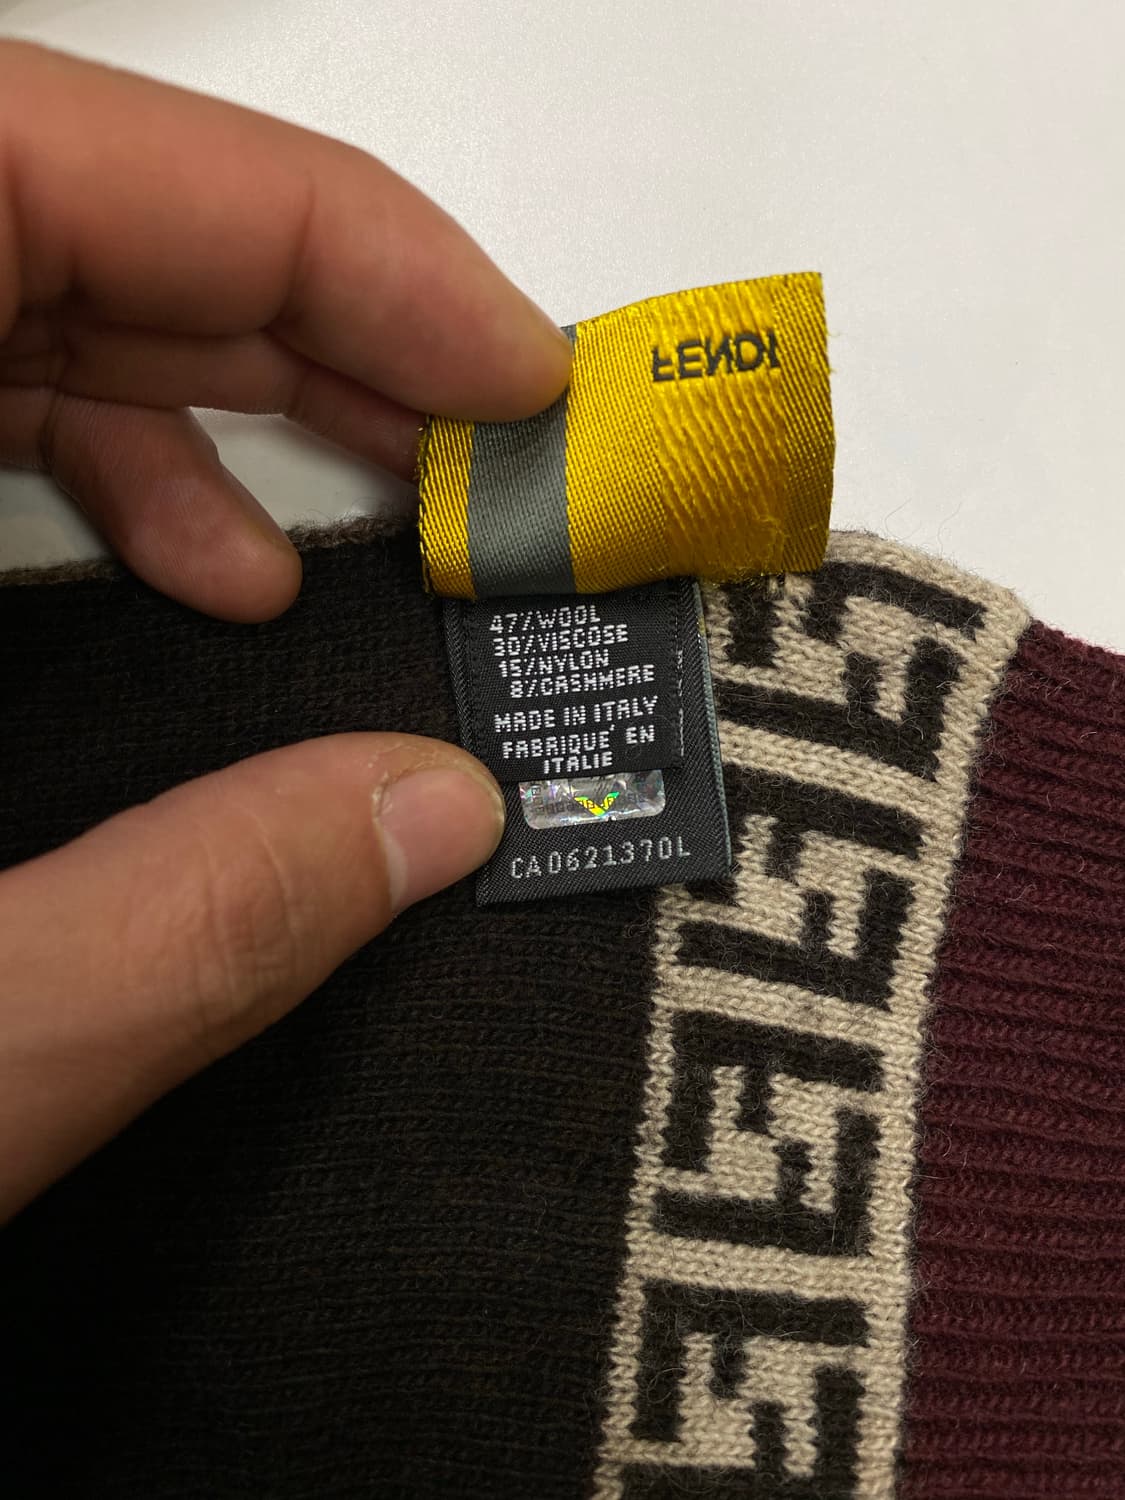 FENDI
47%WOOL
30%VISCOSE
15%NYLON
8%CASHMERE
MADE IN ITALY
FABRIQUE' EN
ITALIE
CA0621370L